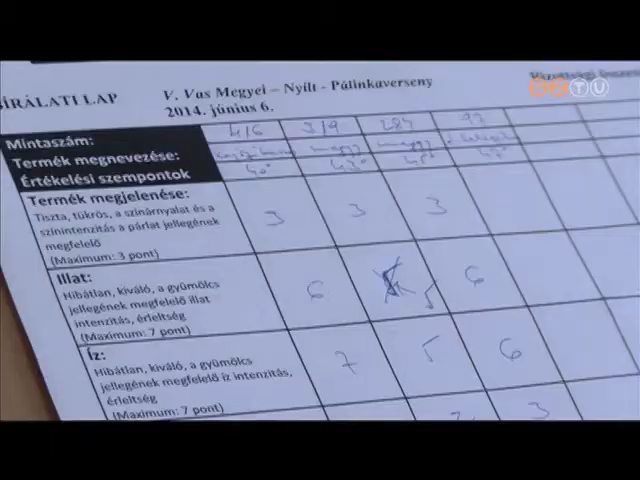 BÍRÁLATI LAP
V. Vas Megyei – Nyílt - Pálinkaverseny
2014. június 6.
TV
Mintaszám: 416 319 284 97
Termék megnevezése:
Értékelési szempontok
Termék megjelenése:
Tiszta, tükrös, a színárnyalat és a
színintenzitás a párlat jellegének
megfelelő
(Maximum: 3 pont)
3 3 3
Illat:
Hibátlan, kiváló, a gyümölcs
jellegének megfelelő illat
intenzitás, érleltség
(Maximum: 7 pont)
6 5 6
Íz:
Hibátlan, kiváló, a gyümölcs
jellegének megfelelő íz intenzitás,
érleltség
(Maximum: 7 pont)
7 5 6
3